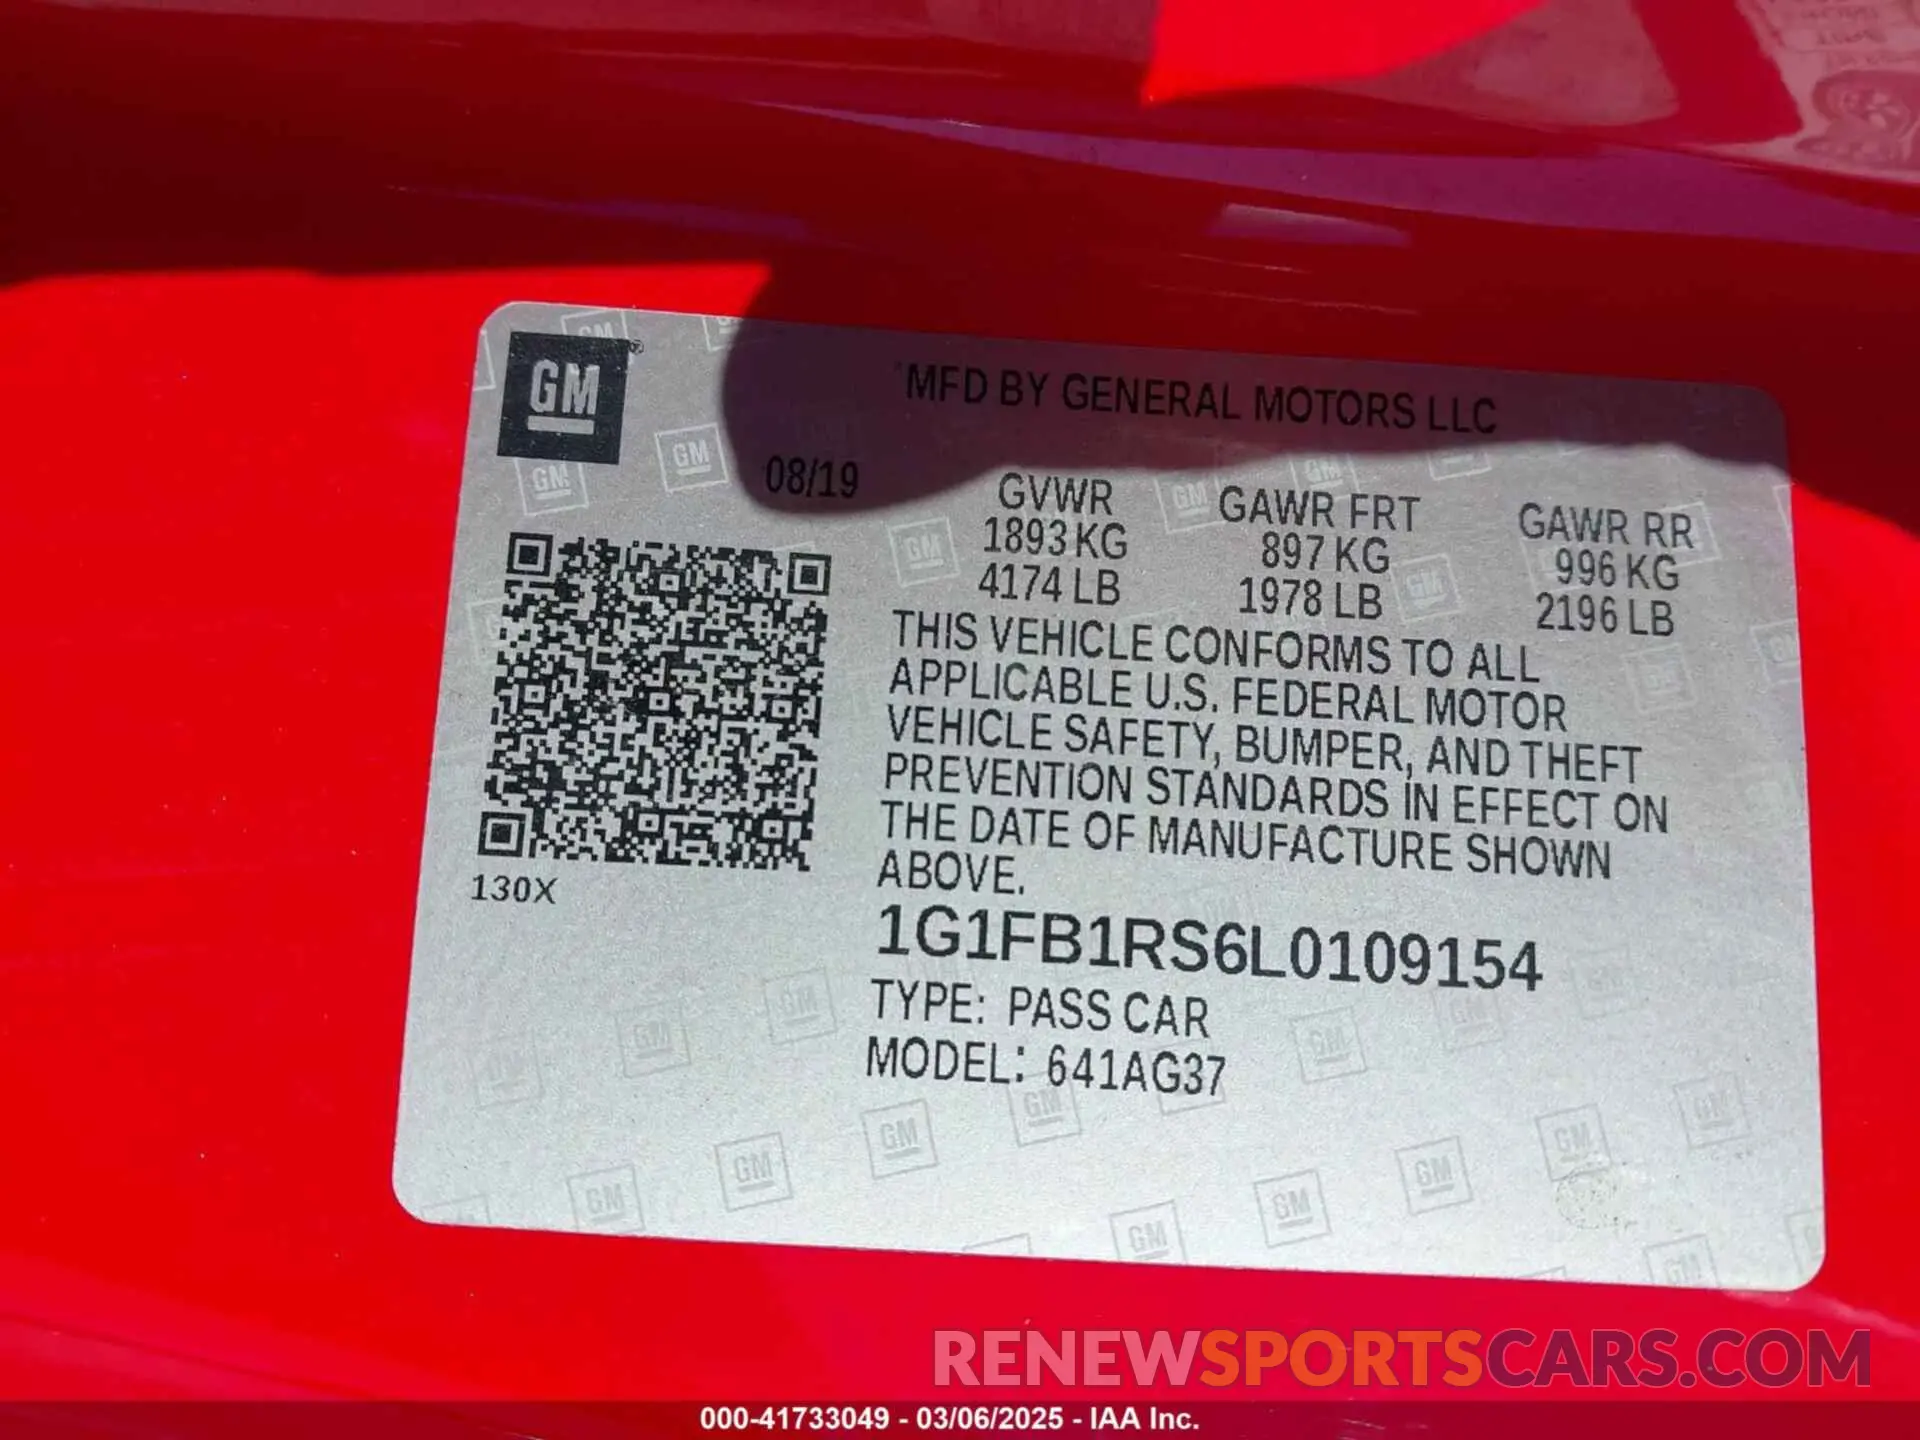 GM
MFD BY GENERAL MOTORS LLC
08/19
GVWR GAWR FRT GAWR RR
1893 KG 897 KG 996 KG
4174 LB 1978 LB 2196 LB
THIS VEHICLE CONFORMS TO ALL
APPLICABLE U.S. FEDERAL MOTOR
VEHICLE SAFETY, BUMPER, AND THEFT
PREVENTION STANDARDS IN EFFECT ON
THE DATE OF MANUFACTURE SHOWN
ABOVE.
130X
1G1FB1RS6L0109154
TYPE: PASS CAR
MODEL: 641AG37
RENEWSPORTSCARS.COM
000-41733049 - 03/06/2025 - IAA Inc.